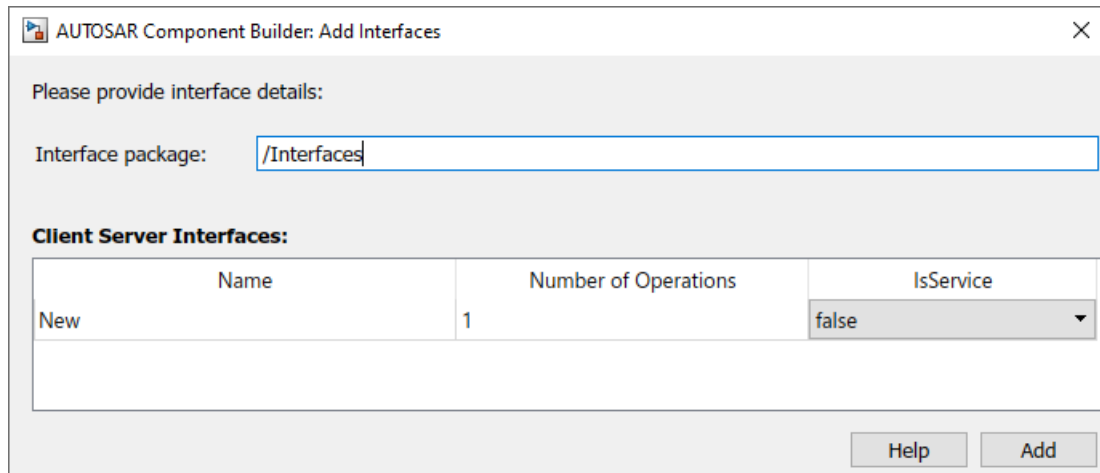 AUTOSAR Component Builder: Add Interfaces
Please provide interface details:
Interface package: /Interfaces
Client Server Interfaces:
Name Number of Operations IsService
New 1 false
Help Add